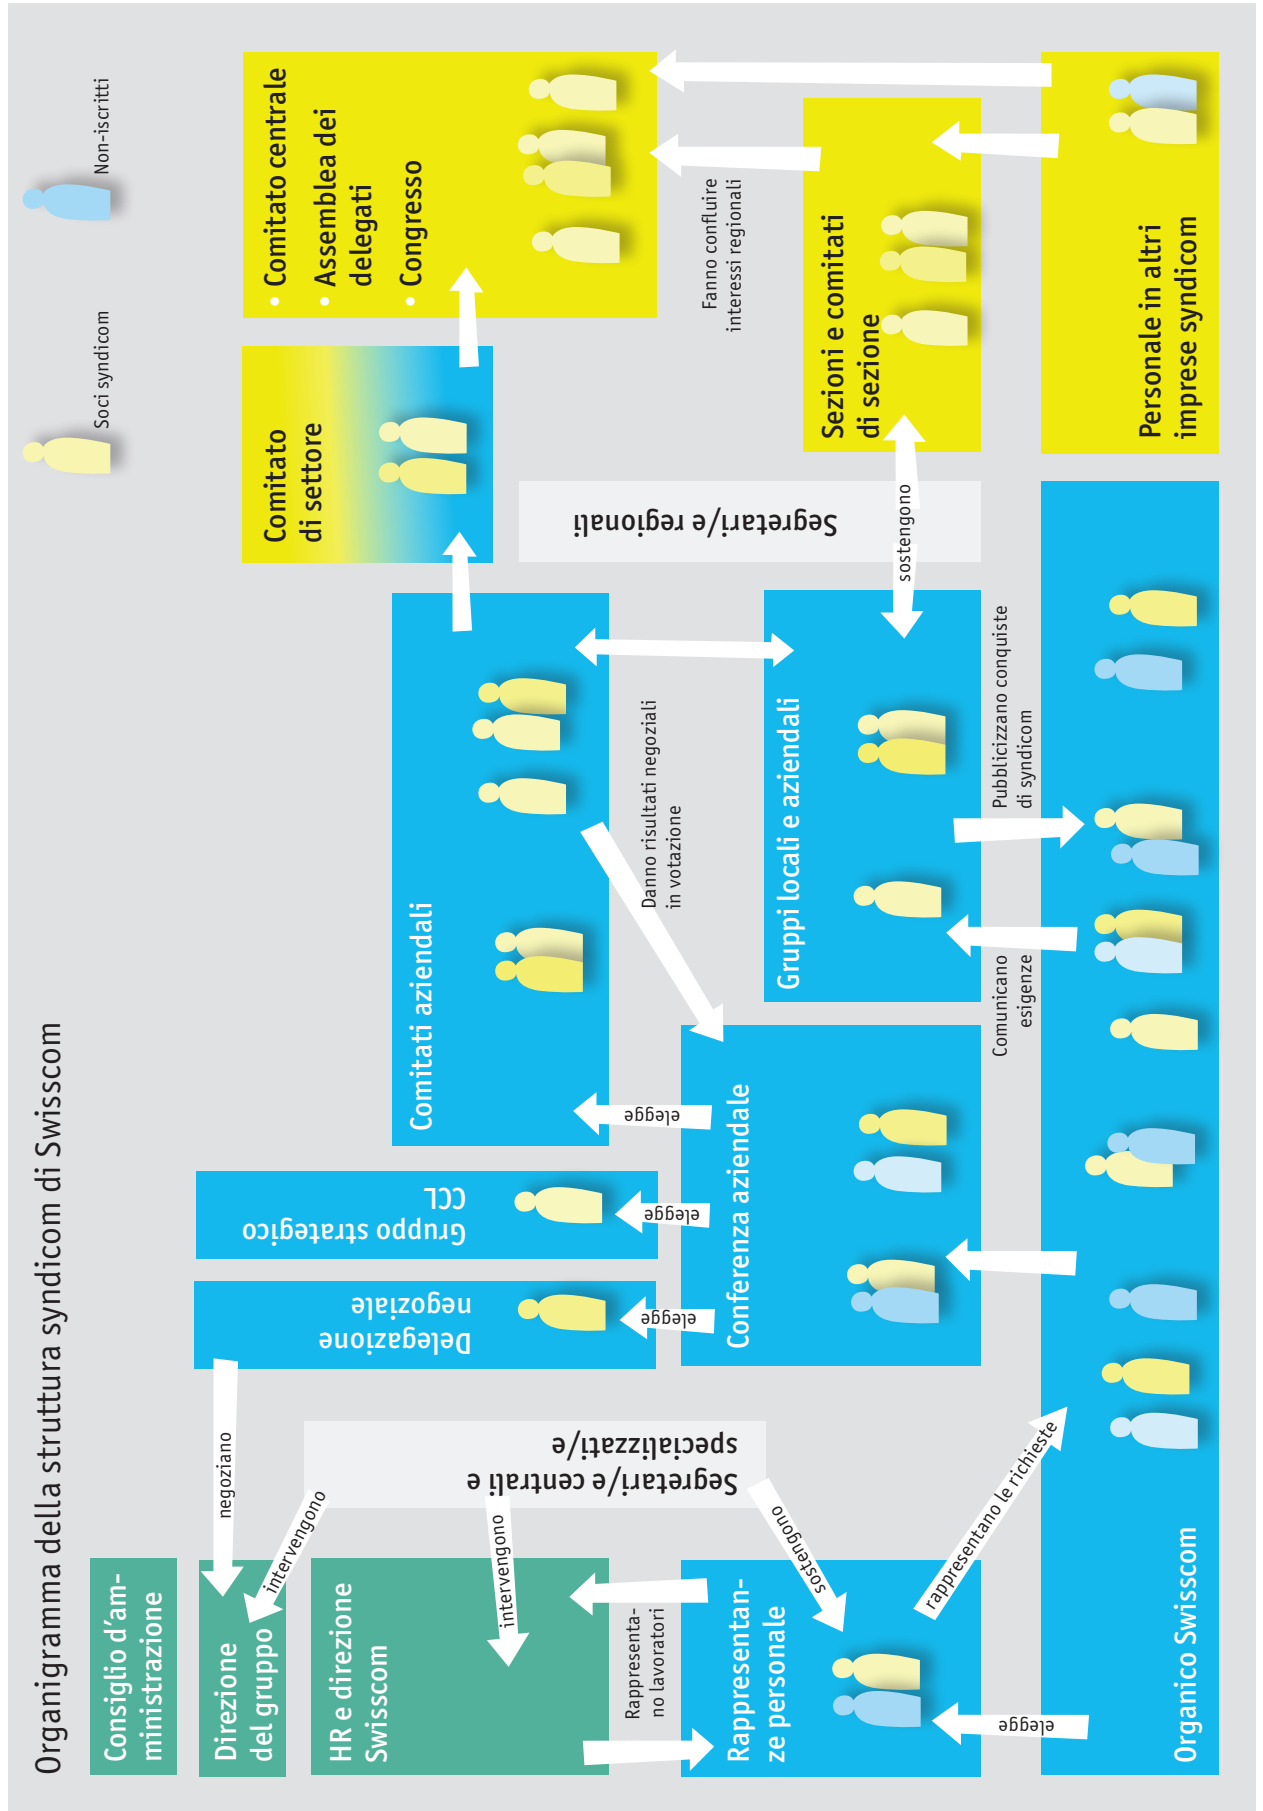 Organigramma della struttura syndicom di Swisscom
Soci syndicom
Non-iscritti
Consiglio d'am-
ministrazione
Direzione
del gruppo
HR e direzione
Swisscom
negoziano
intervengono
intervengono
Segretari/e centrali e
specializzati/e
sostengono
Rappresenta-
no lavoratori
Rappresentan-
ze personale
rappresentano le richieste
elegge
Organico Swisscom
Delegazione
negoziale
Gruppo strategico
CCL
elegge
elegge
elegge
Conferenza aziendale
Comitati aziendali
Danno risultati negoziali
in votazione
Gruppi locali e aziendali
Comunicano
esigenze
Pubblicizzano conquiste
di syndicom
Segretari/e regionali
sostengono
Comitato
di settore
• Comitato centrale
• Assemblea dei
delegati
• Congresso
Fanno confluire
interessi regionali
Sezioni e comitati
di sezione
Personale in altri
imprese syndicom